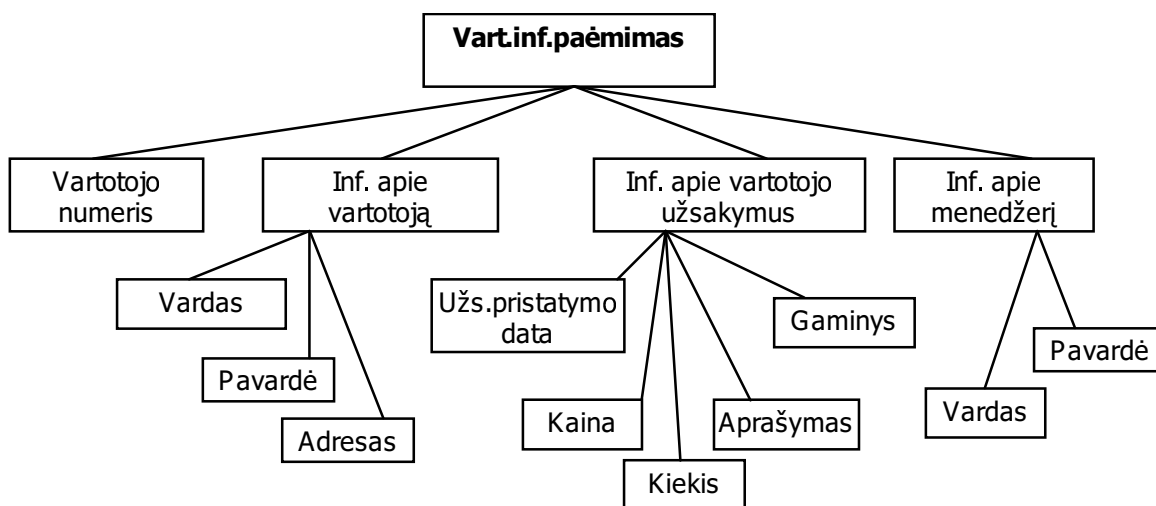 Vart.inf.paėmimas
Vartotojo
numeris
Inf. apie
vartotoją
Inf. apie vartotojo
užsakymus
Inf. apie
menedžerį
Vardas
Pavardė
Adresas
Užs.pristatymo
data
Kaina
Kiekis
Aprašymas
Gaminys
Vardas
Pavardė